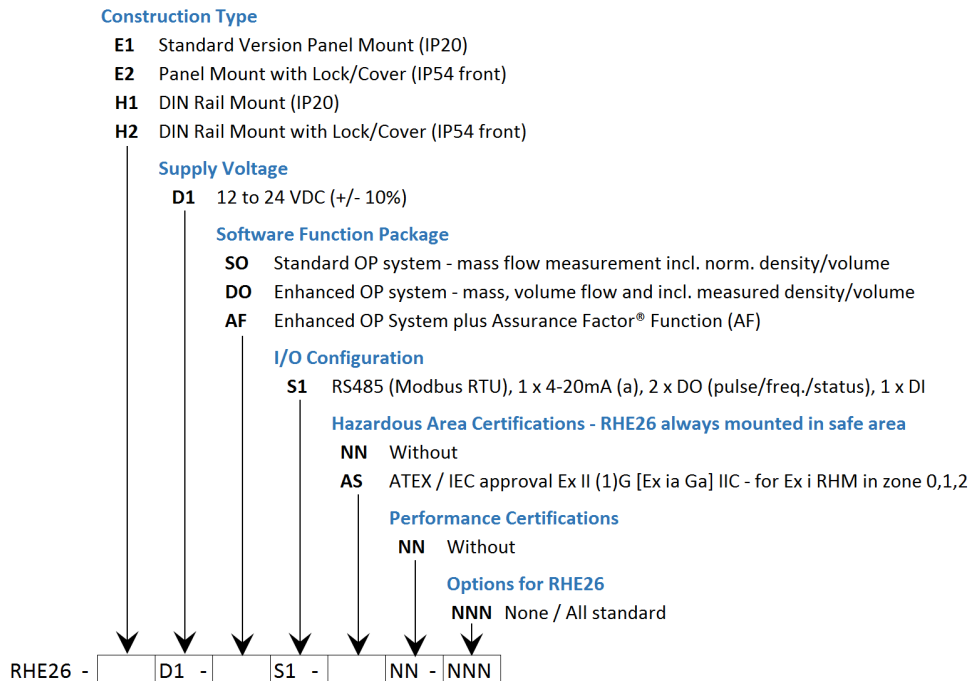 Construction Type
E1 Standard Version Panel Mount (IP20)
E2 Panel Mount with Lock/Cover (IP54 front)
H1 DIN Rail Mount (IP20)
H2 DIN Rail Mount with Lock/Cover (IP54 front)
Supply Voltage
D1 12 to 24 VDC (+/- 10%)
Software Function Package
SO Standard OP system - mass flow measurement incl. norm. density/volume
DO Enhanced OP system - mass, volume flow and incl. measured density/volume
AF Enhanced OP System plus Assurance Factor® Function (AF)
I/O Configuration
S1 RS485 (Modbus RTU), 1 x 4-20mA (a), 2 x DO (pulse/freq./status), 1 x DI
Hazardous Area Certifications - RHE26 always mounted in safe area
NN Without
AS ATEX / IEC approval Ex II (1)G [Ex ia Ga] IIC - for Ex i RHM in zone 0,1,2
Performance Certifications
NN Without
Options for RHE26
NNN None / All standard
RHE26 - D1 - S1 - NN - NNN